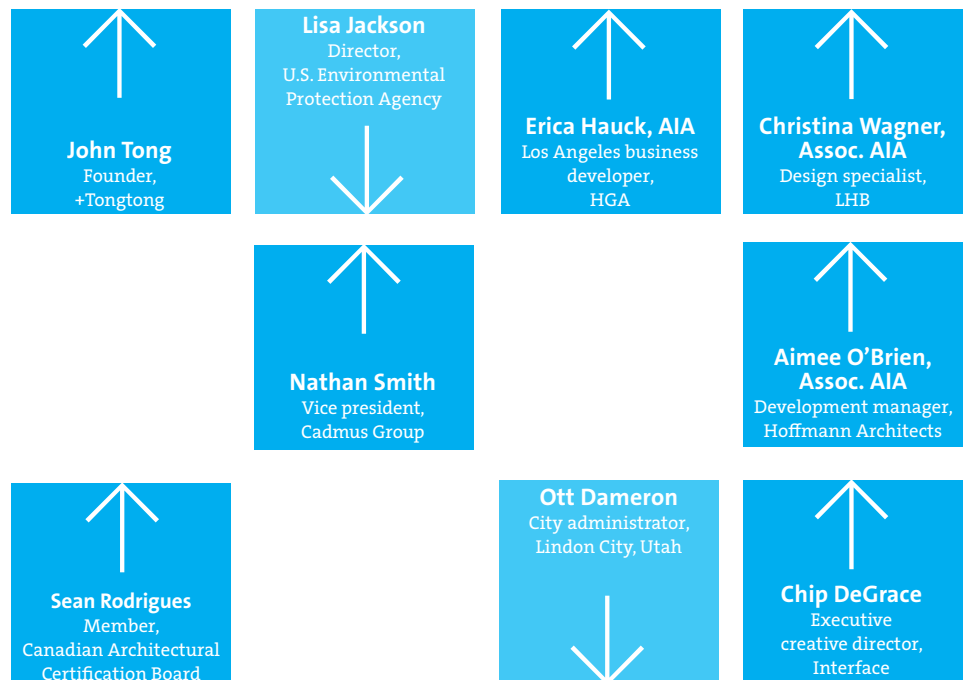 John Tong
Founder,
+Tongtong
Lisa Jackson
Director,
U.S. Environmental
Protection Agency
Erica Hauck, AIA
Los Angeles business
developer,
HGA
Christina Wagner,
Assoc. AIA
Design specialist,
LHB
Nathan Smith
Vice president,
Cadmus Group
Aimee O’Brien,
Assoc. AIA
Development manager,
Hoffmann Architects
Sean Rodrigues
Member,
Canadian Architectural
Certification Board
Ott Dameron
City administrator,
Lindon City, Utah
Chip DeGrace
Executive
creative director,
Interface